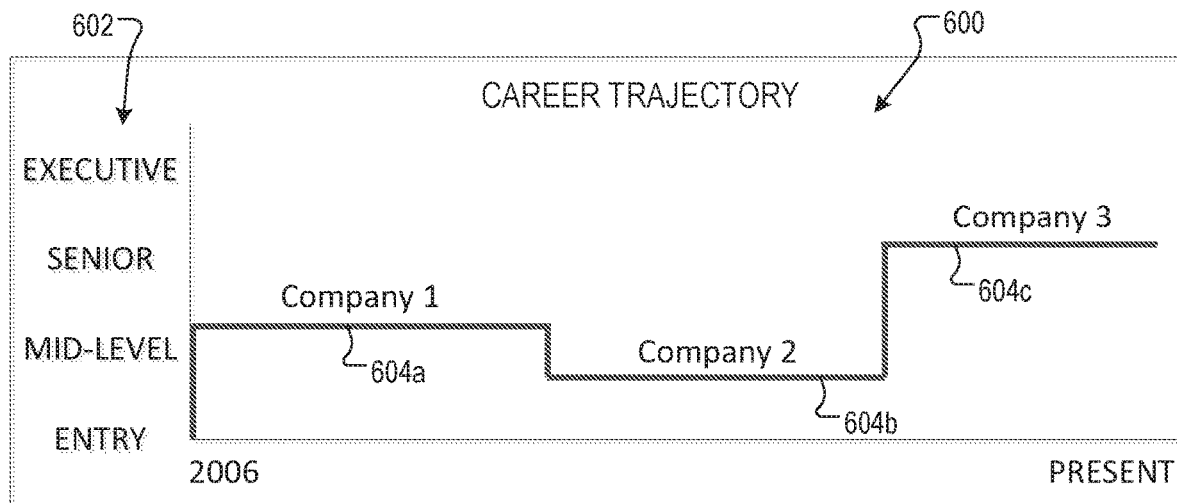 602
600
CAREER TRAJECTORY
EXECUTIVE
Company 3
SENIOR
604c
Company 1
MID-LEVEL
604a
Company 2
604b
ENTRY
2006
PRESENT